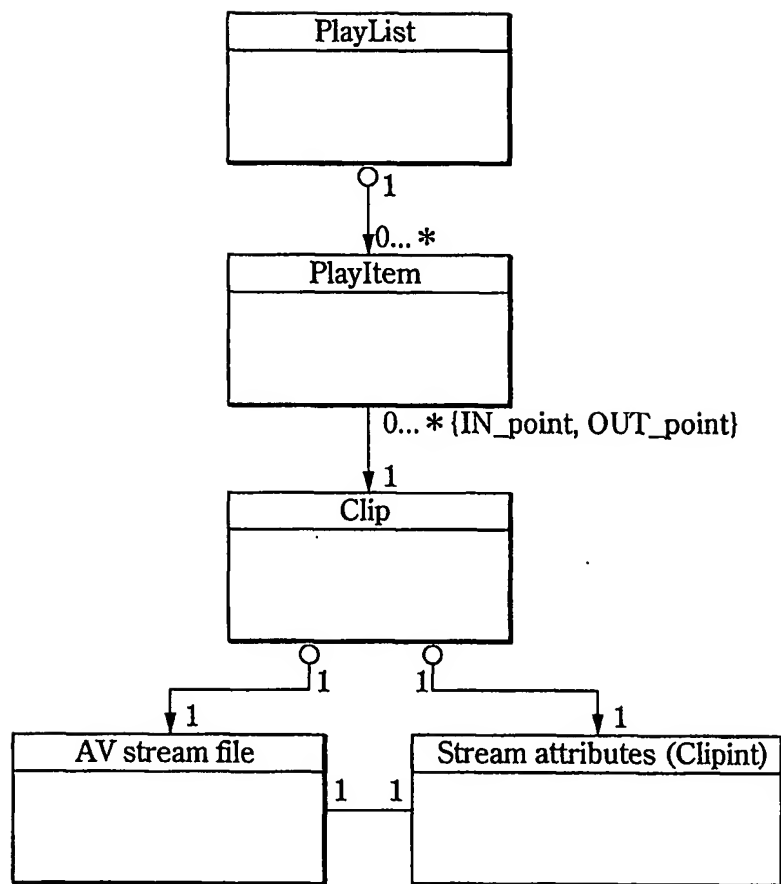 PlayList
1
0... *
PlayItem
0... * {IN_point, OUT_point}
1
Clip
1 1
1 1
AV stream file Stream attributes (Clipint)
1 1